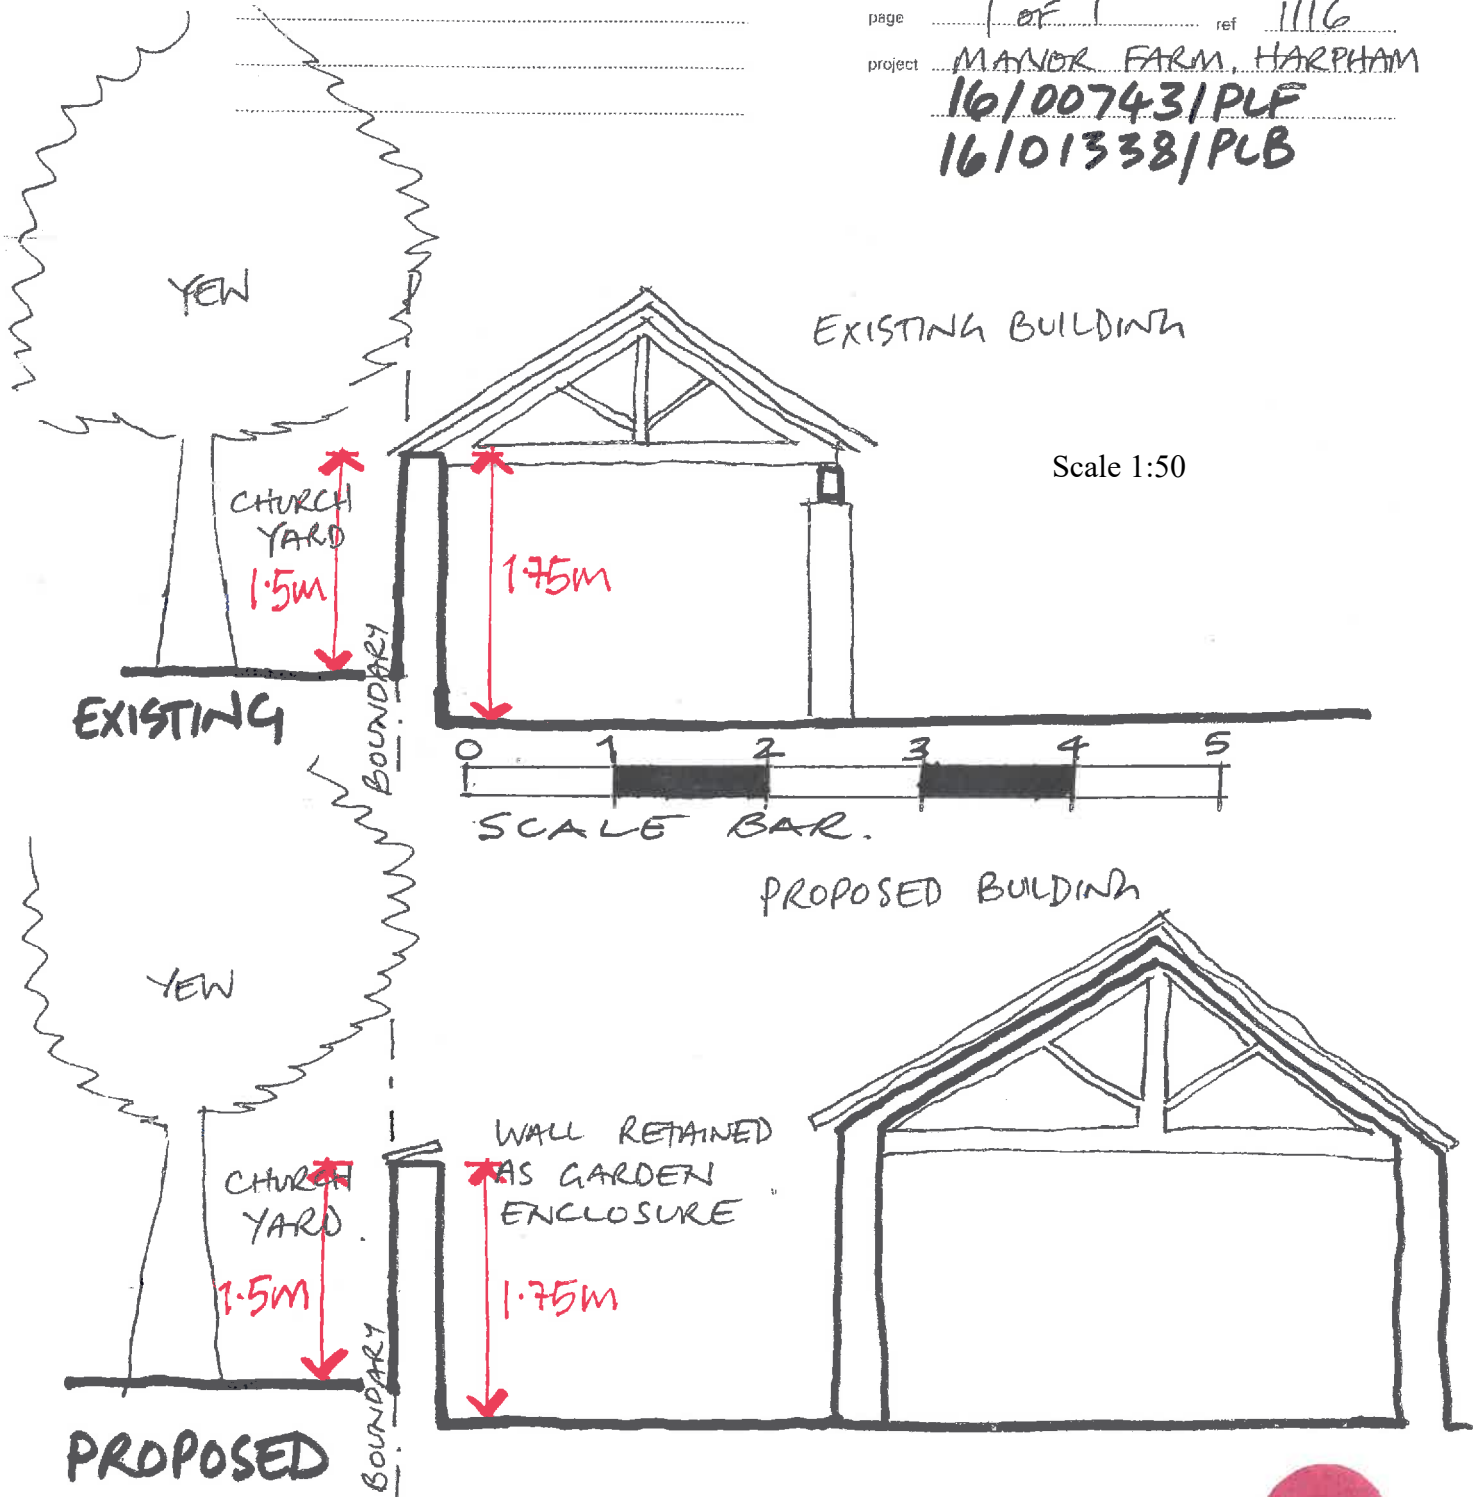 page 1 OF 1 ref 1116
project MANOR FARM, HARPHAM
16/00743/PLF
16/01338/PLB
YEW
EXISTING BUILDING
Scale 1:50
CHURCH
YARD
1.5m
1.75m
BOUNDARY
EXISTING
0 1 2 3 4 5
SCALE BAR.
PROPOSED BUILDING
YEW
WALL RETAINED
AS GARDEN
ENCLOSURE
CHURCH
YARD.
1.5m
1.75m
BOUNDARY
PROPOSED